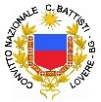 CONVITTO NAZIONALE C. BATTISTI LOVERE - BG